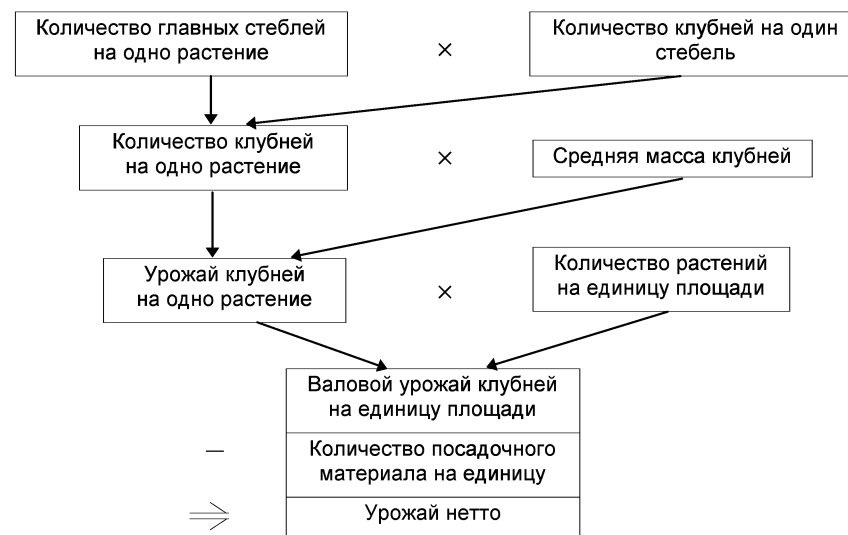 Количество главных стеблей
на одно растение
×
Количество клубней на один
стебель
Количество клубней
на одно растение
×
Средняя масса клубней
Урожай клубней
на одно растение
×
Количество растений
на единицу площади
Валовой урожай клубней
на единицу площади
–
Количество посадочного
материала на единицу
⇒
Урожай нетто